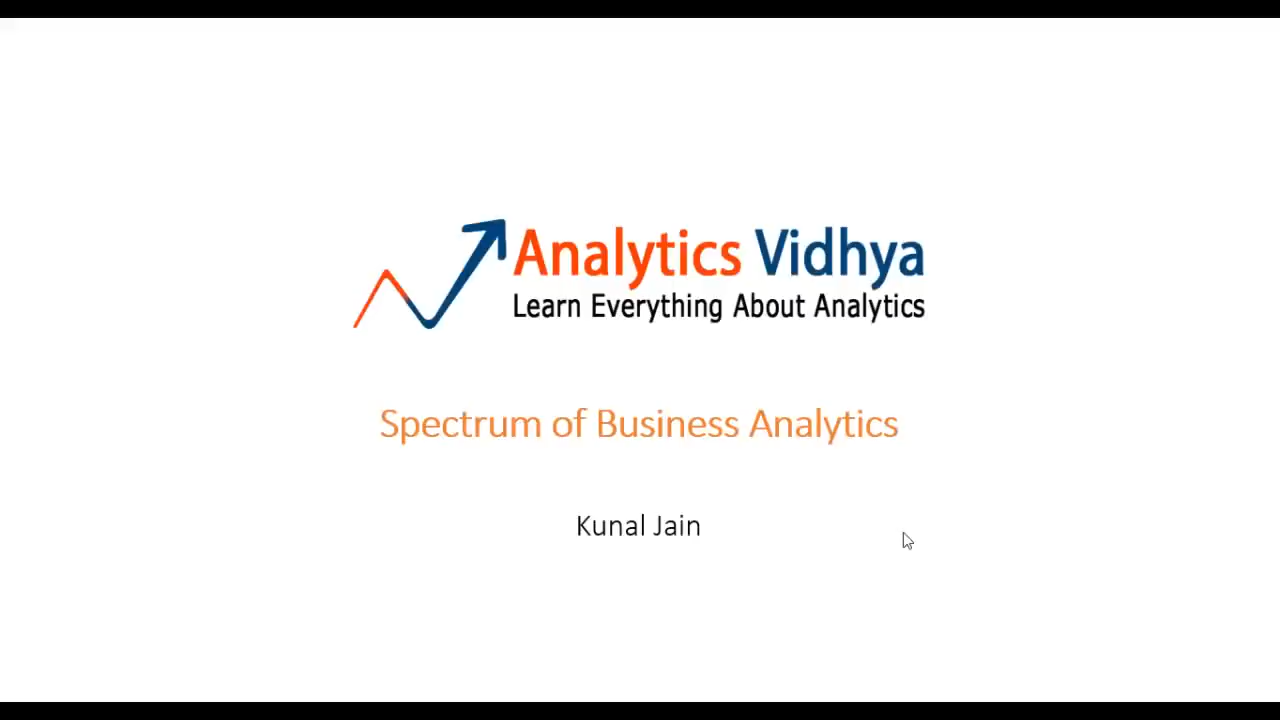 Analytics Vidhya
Learn Everything About Analytics
Spectrum of Business Analytics
Kunal Jain